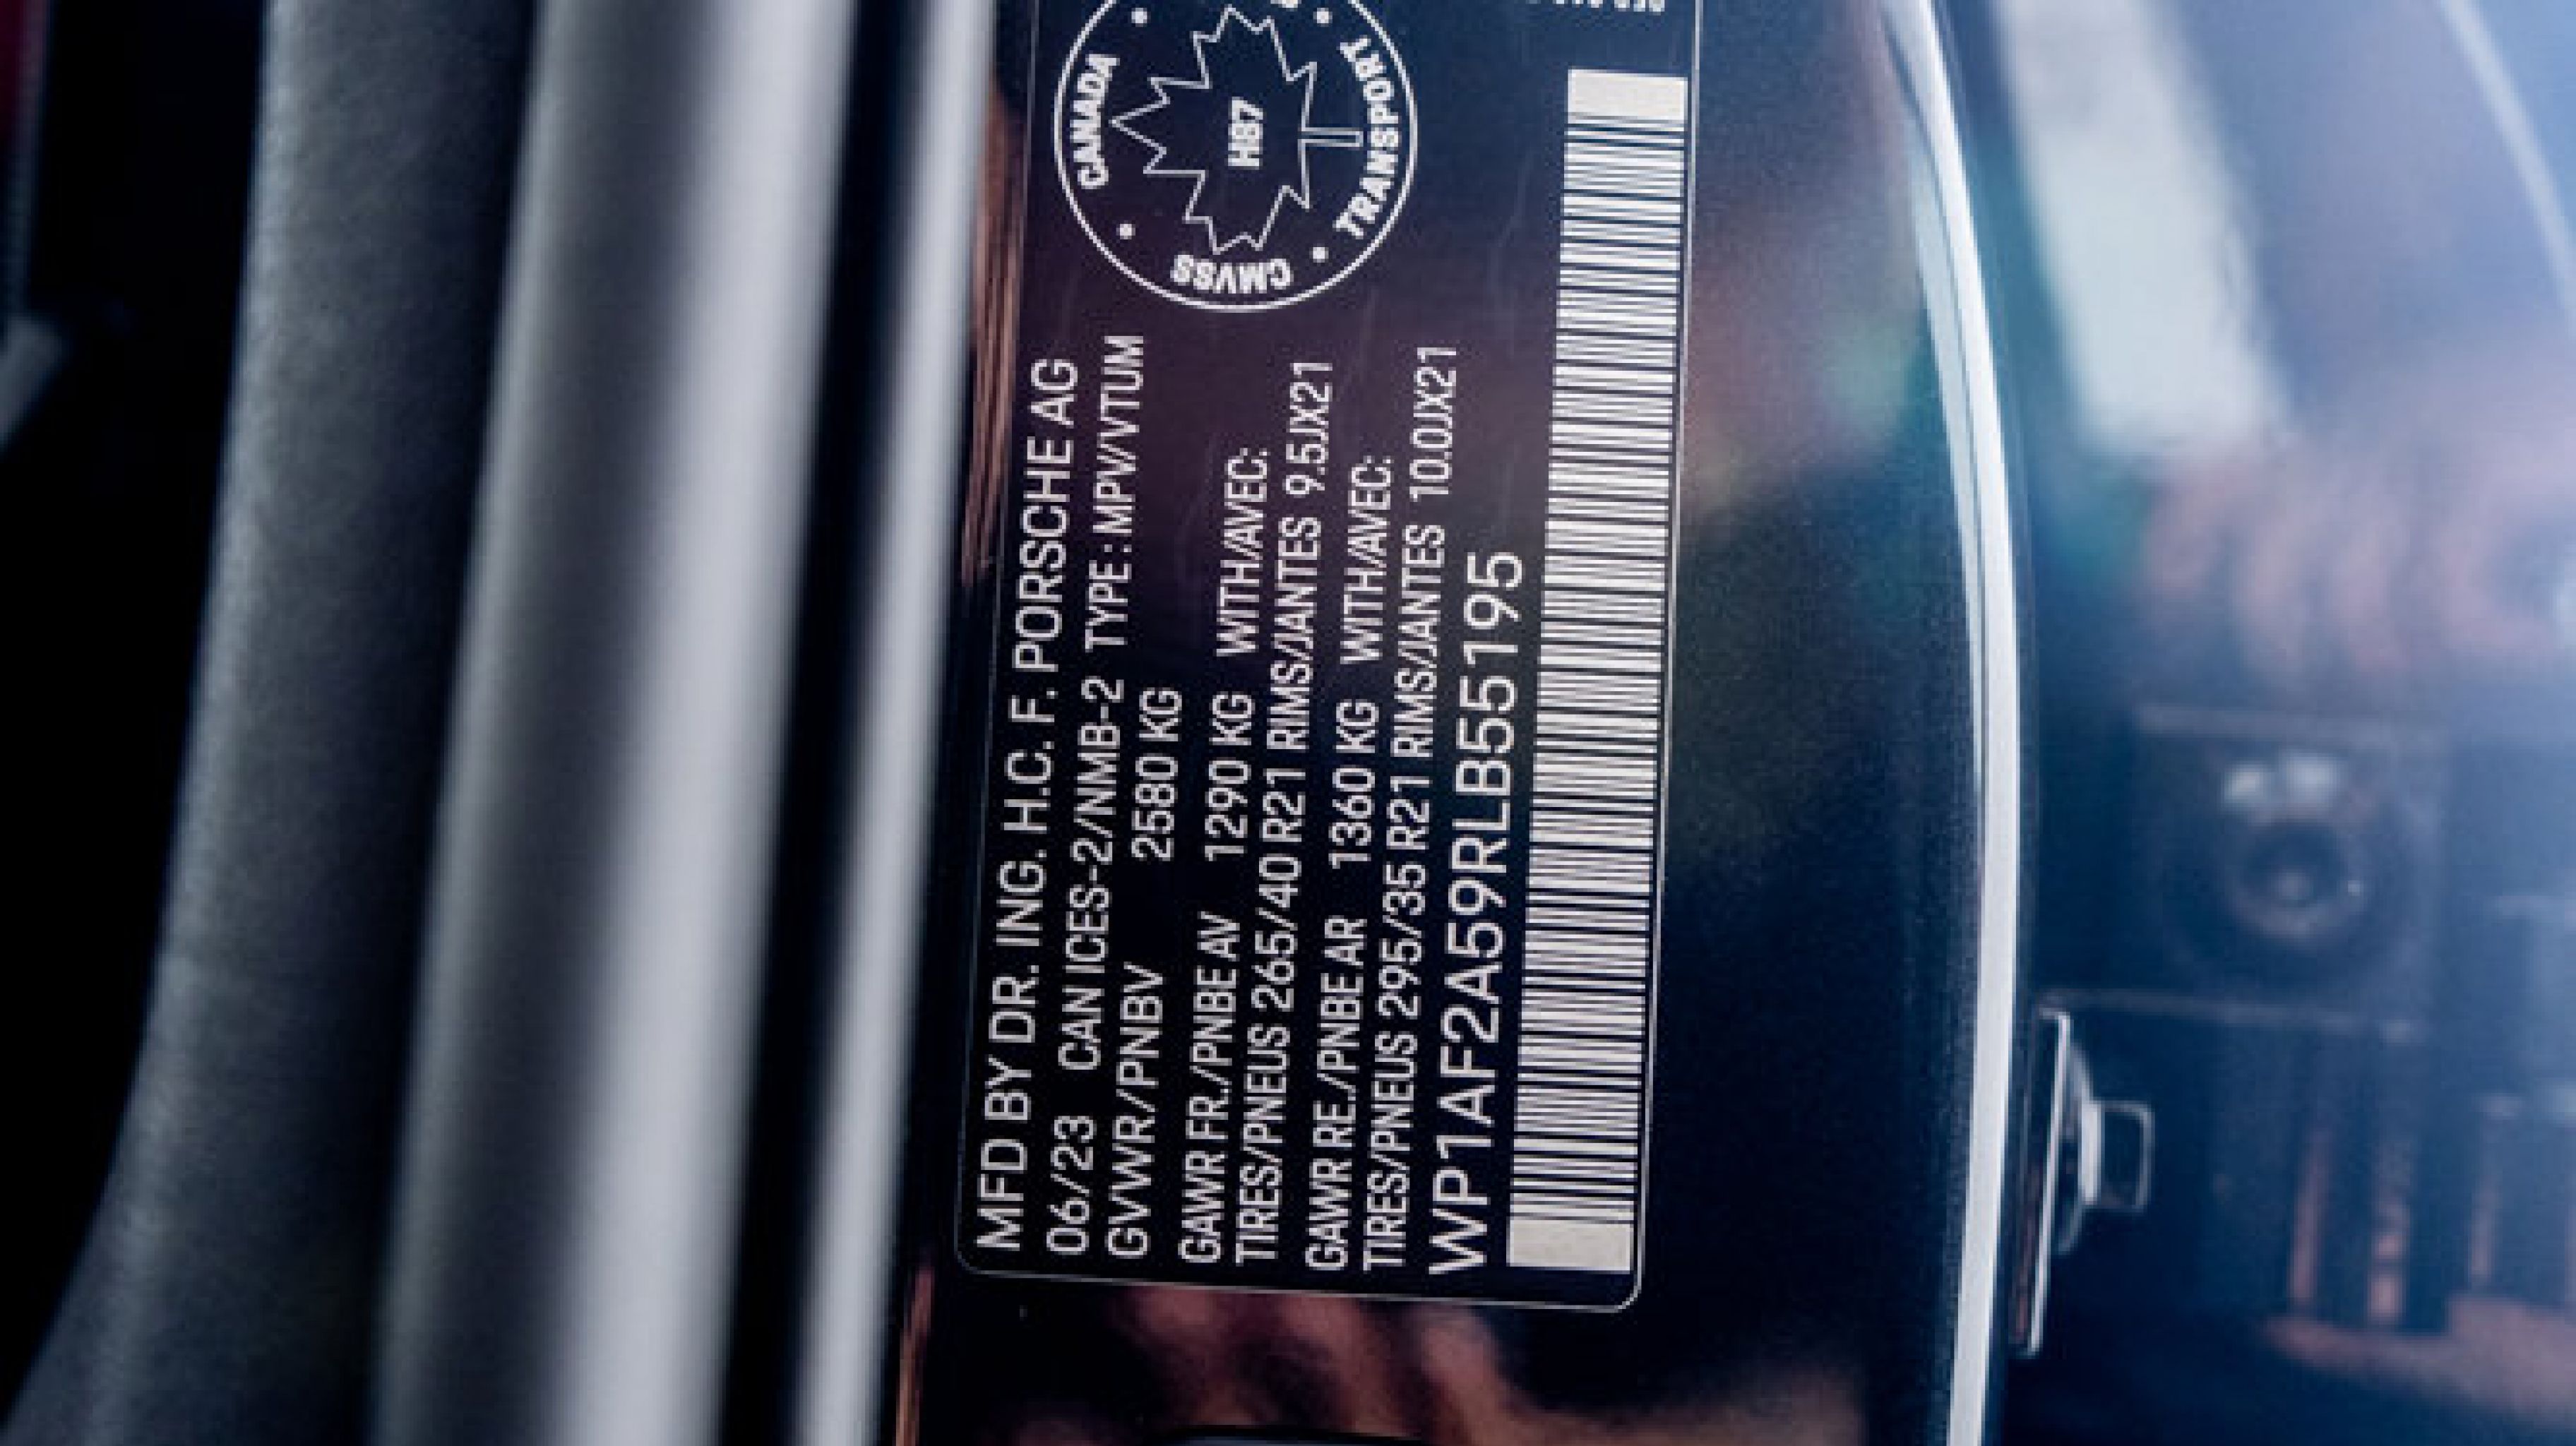 MFD BY DR. ING. H.C. F. PORSCHE AG
06/23 CAN ICES-2/NMB-2 TYPE: MPV/VTUM
GVWR/PNBV 2580 KG
GAWR FR./PNBE AV 1290 KG WITH/AVEC:
TIRES/PNEUS 265/40 R21 RIMS/JANTES 9.5JX21
GAWR RE./PNBE AR 1360 KG WITH/AVEC:
TIRES/PNEUS 295/35 R21 RIMS/JANTES 10.0JX21
WP1AF2A59RLB55195
CANADA
TRANSPORT
CMVSS
H87